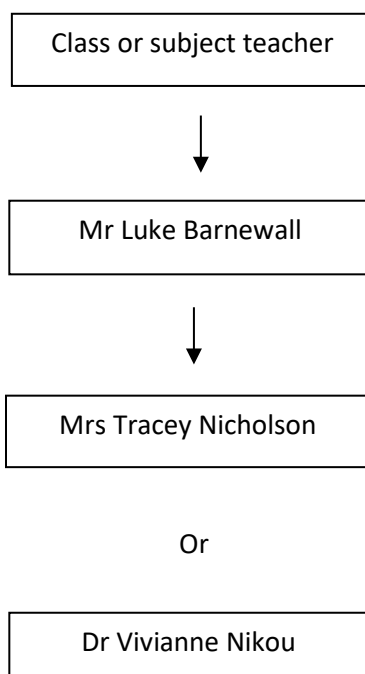 Class or subject teacher
Mr Luke Barnewall
Mrs Tracey Nicholson
Or
Dr Vivianne Nikou